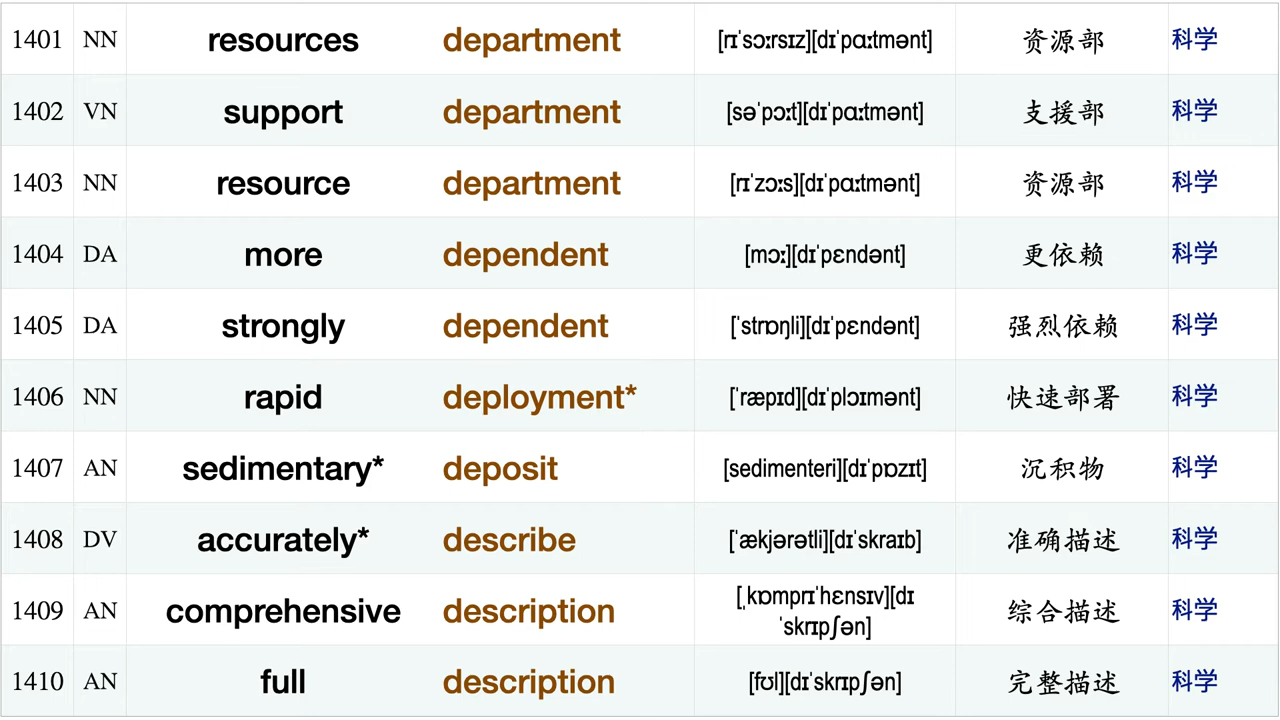 1401 NN resources department [rɪˈsɔːrsɪz][dɪˈpɑːtmənt] 资源部 科学
1402 VN support department [səˈpɔːt][dɪˈpɑːtmənt] 支援部 科学
1403 NN resource department [rɪˈzɔːs][dɪˈpɑːtmənt] 资源部 科学
1404 DA more dependent [mɔː][dɪˈpɛndənt] 更依赖 科学
1405 DA strongly dependent [ˈstrɒŋli][dɪˈpɛndənt] 强烈依赖 科学
1406 NN rapid deployment* [ˈræpɪd][dɪˈplɔɪmənt] 快速部署 科学
1407 AN sedimentary* deposit [sedimenteri][dɪˈpɒzɪt] 沉积物 科学
1408 DV accurately* describe [ˈækjərətli][dɪˈskraɪb] 准确描述 科学
1409 AN comprehensive description [ˌkɒmprɪˈhɛnsɪv][dɪ
ˈskrɪpʃən] 综合描述 科学
1410 AN full description [fʊl][dɪˈskrɪpʃən] 完整描述 科学